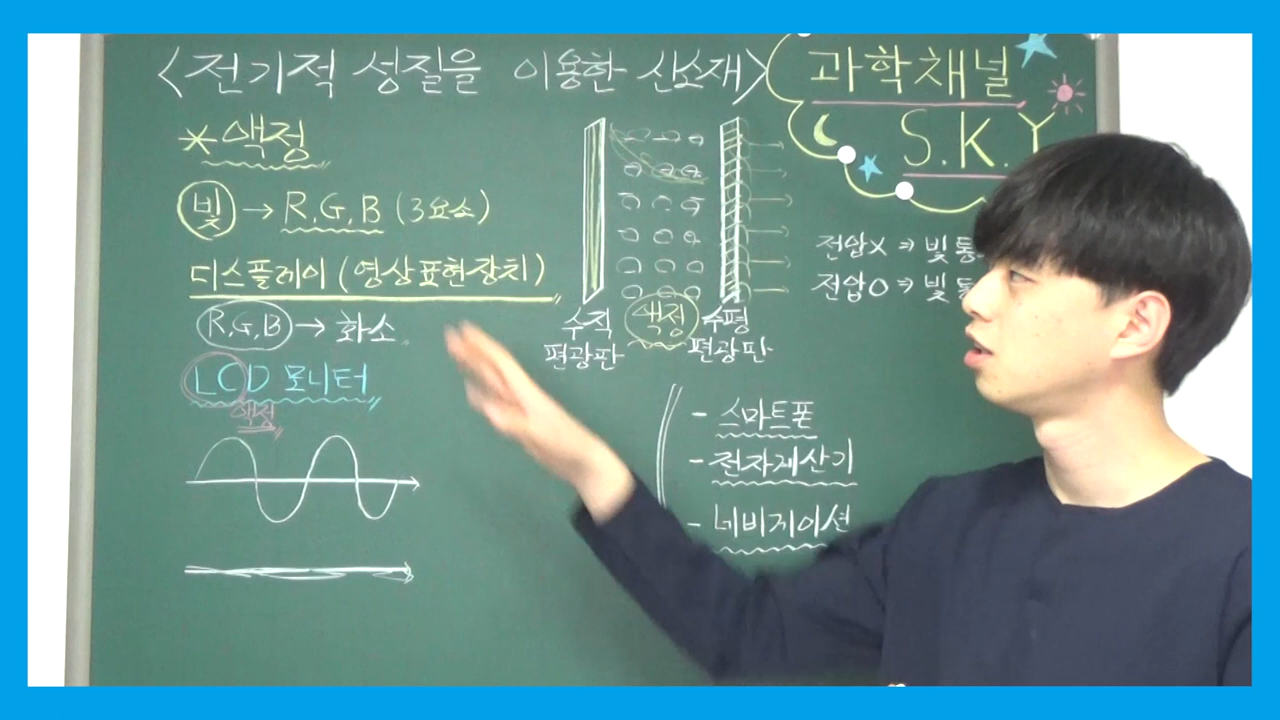 <전기적 성질을 이용한 신소재>
과학채널
S.K.Y
*액정
빛 → R,G,B (3요소)
디스플레이 (영상표현장치)
R,G,B → 화소
LCD 모니터
액정
수직
편광판
액정
수평
편광판
전압X ⇒ 빛 통
전압O ⇒ 빛
- 스마트폰
- 전자계산기
- 네비게이션